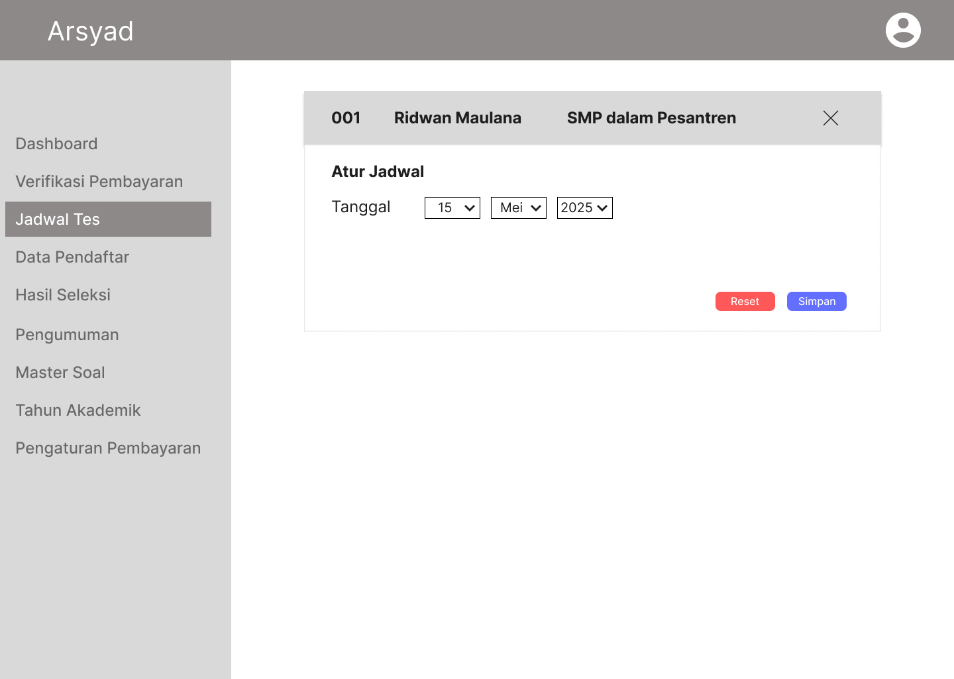 Arsyad
Dashboard
Verifikasi Pembayaran
Jadwal Tes
Data Pendaftar
Hasil Seleksi
Pengumuman
Master Soal
Tahun Akademik
Pengaturan Pembayaran
001 Ridwan Maulana SMP dalam Pesantren
Atur Jadwal
Tanggal 15 Mei 2025
Reset Simpan